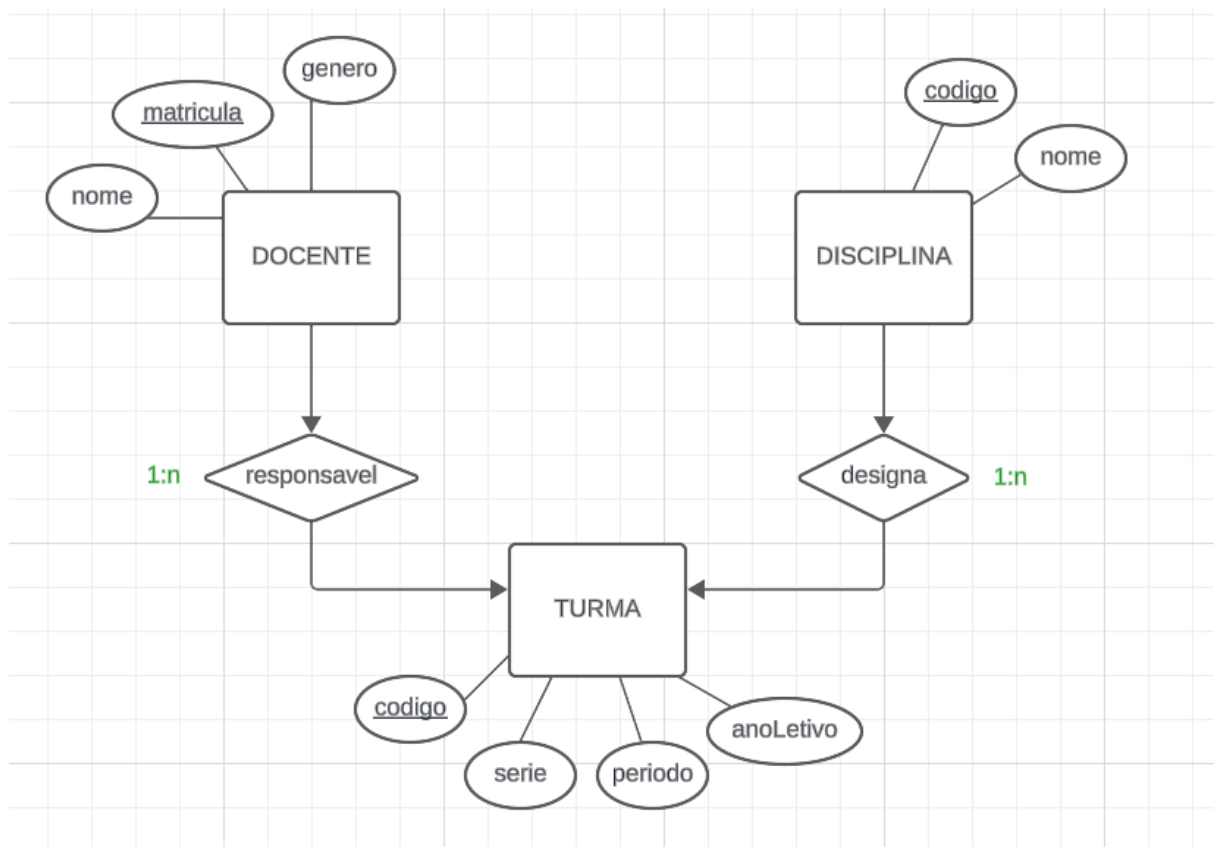 genero
matricula
nome
DOCENTE
codigo
nome
DISCIPLINA
1:n
responsavel
designa
1:n
TURMA
codigo
serie
periodo
anoLetivo